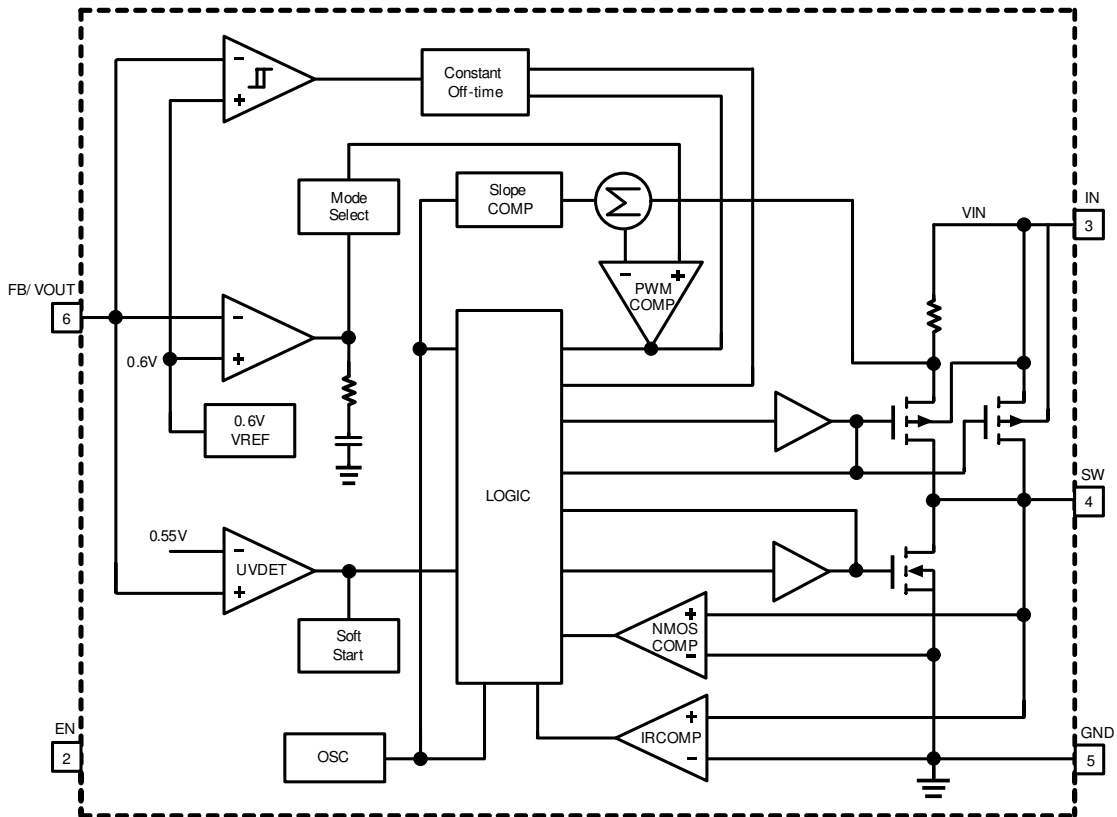 Constant
Off-time
Mode
Select
Slope
COMP
Σ
VIN
IN
3
-
+
-
+
PWM
COMP
FB/ VOUT
6
-
+
0.6V
0.6V
VREF
LOGIC
SW
4
0.55V
-
UVDET
+
Soft
Start
+
NMOS
COMP
-
+
IRCOMP
-
EN
2
OSC
GND
5